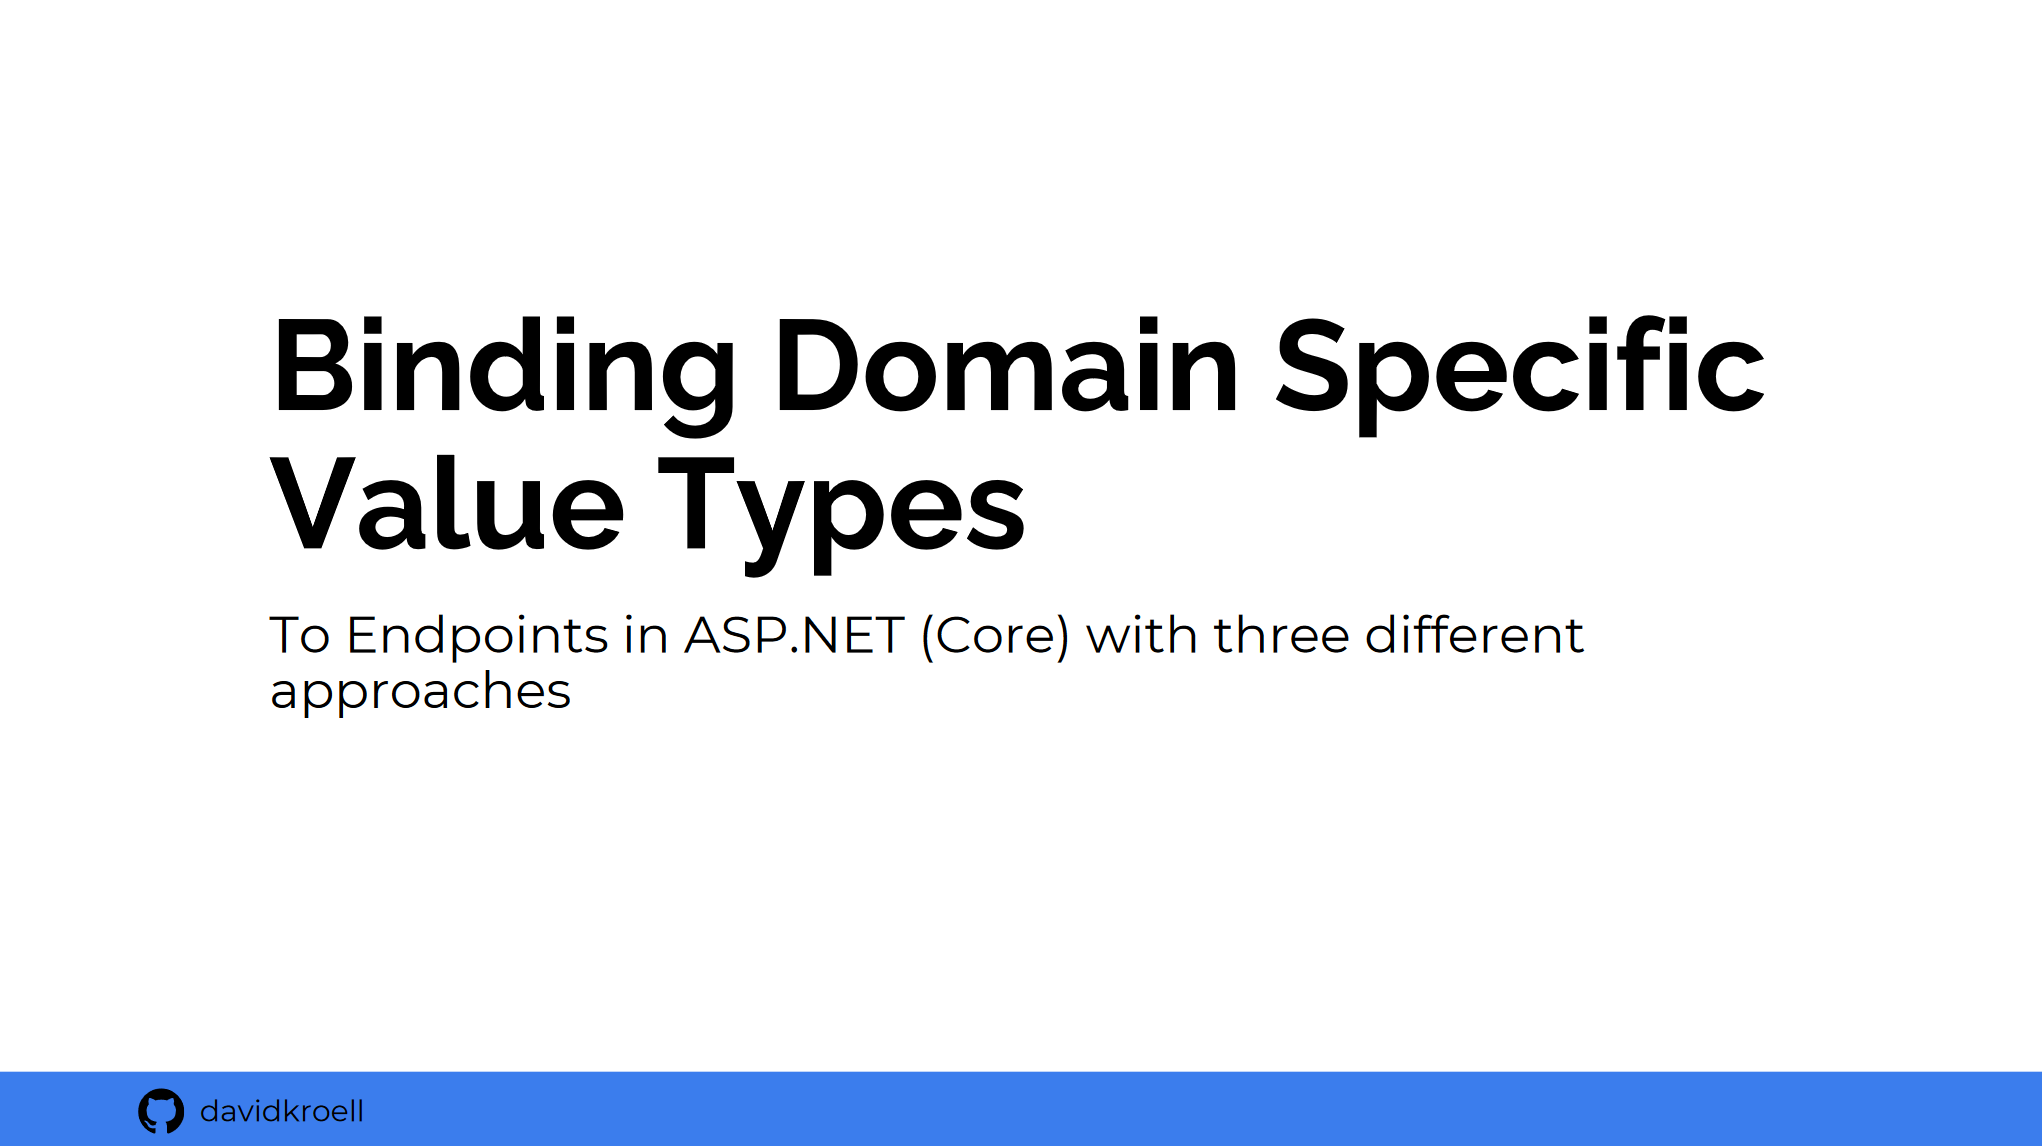 Binding Domain Specific
Value Types
To Endpoints in ASP.NET (Core) with three different
approaches
davidkroell